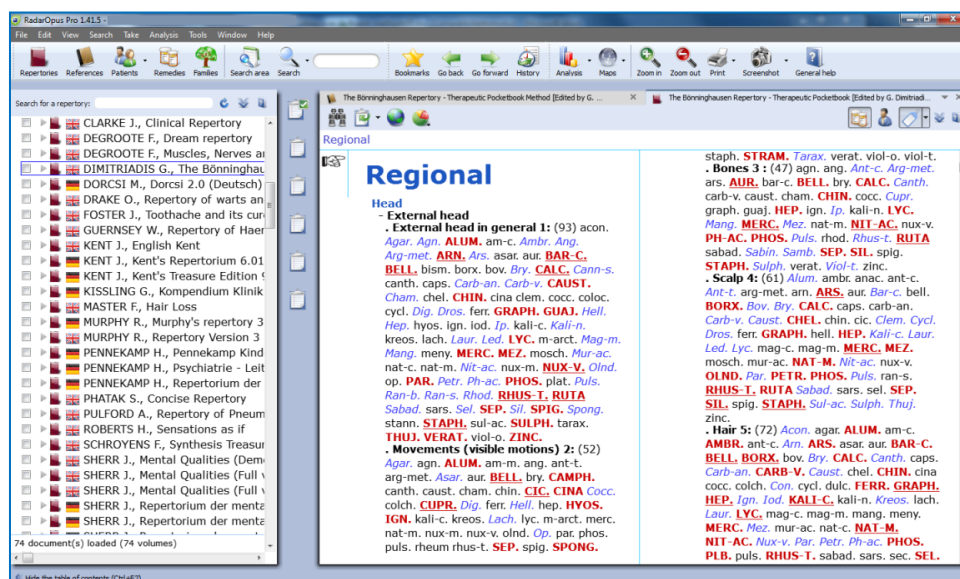 RadarOpus Pro 1.41.5 -
File Edit View Search Take Analysis Tools Window Help
Repertories References Patients Remedies Families Search area Search Bookmarks Go back Go forward History Analysis Maps Zoom in Zoom out Print Screenshot General help
Search for a repertory:
CLARKE J., Clinical Repertory
DEGROOTE F., Dream repertory
DEGROOTE F., Muscles, Nerves a
DIMITRIADIS G., The Bönninghau
DORCSI M., Dorcsi 2.0 (Deutsch)
DRAKE O., Repertory of warts an
FOSTER J., Toothache and its cur
GUERNSEY W., Repertory of Haer
KENT J., English Kent
KENT J., Kent's Repertorium 6.01
KENT J., Kent's Treasure Edition
KISSLING G., Kompendium Klinik
MASTER F., Hair Loss
MURPHY R., Murphy's repertory 3
MURPHY R., Repertory Version 3
PENNEKAMP H., Pennekamp Kind
PENNEKAMP H., Psychiatrie - Leit
PENNEKAMP H., Repertorium der
PHATAK S., Concise Repertory
PULFORD A., Repertory of Pneum
ROBERTS H., Sensations as if
SCHROYENS F., Synthesis Treasur
SHERR J., Mental Qualities (Dem
SHERR J., Mental Qualities (Full
SHERR J., Mental Qualities (Full
SHERR J., Repertorium der menta
SHERR J., Repertorium der menta
SHERR J., Repertorium der menta
74 document(s) loaded (74 volumes)
Hide the table of contents (Ctrl+F2)
The Bönninghausen Repertory - Therapeutic Pocketbook Method [Edited by G. ...
The Bönninghausen Repertory - Therapeutic Pocketbook [Edited by G. Dimitriadi...
Regional
Regional
Head
- External head
. External head in general 1: (93) acon.
Agar. Agn. ALUM. am-c. Ambr. Ang.
Arg-met. ARN. Ars. asar. aur. BAR-C.
BELL. bism. borx. bov. Bry. CALC. Cann-s.
canth. caps. Carb-an. Carb-v. CAUST.
Cham. chel. CHIN. cina clem. cocc. coloc.
cycl. Dig. Dros. ferr. GRAPH. GUAJ. Hell.
Hep. hyos. ign. iod. Ip. kali-c. Kali-n.
kreos. lach. Laur. Led. LYC. m-arct. Mag-m.
Mang. meny. MERC. MEZ. mosch. Mur-ac.
nat-c. nat-m. Nit-ac. nux-m. NUX-V. Olnd.
op. PAR. Petr. Ph-ac. PHOS. plat. Puls.
Ran-b. Ran-s. Rhod. RHUS-T. RUTA
Sabad. sars. Sel. SEP. Sil. SPIG. Spong.
stann. STAPH. sul-ac. SULPH. tarax.
THUJ. VERAT. viol-o. ZINC.
. Movements (visible motions) 2: (52)
Agar. agn. ALUM. am-m. ang. ant-t.
arg-met. Asar. aur. BELL. bry. CAMPH.
canth. caust. cham. chin. CIC. CINA Cocc.
colch. CUPR. Dig. ferr. Hell. hep. HYOS.
IGN. kali-c. kreos. Lach. lyc. m-arct. merc.
nat-m. nux-m. nux-v. olnd. Op. par. phos.
puls. rheum rhus-t. SEP. spig. SPONG.
staph. STRAM. Tarax. verat. viol-o. viol-t.
. Bones 3 : (47) agn. ang. Ant-c. Arg-met.
ars. AUR. bar-c. BELL. bry. CALC. Canth.
carb-v. caust. cham. CHIN. cocc. Cupr.
graph. guaj. HEP. ign. Ip. kali-n. LYC.
Mang. MERC. Mez. nat-m. NIT-AC. nux-v.
PH-AC. PHOS. Puls. rhod. Rhus-t. RUTA
sabad. Sabin. Samb. SEP. SIL. spig.
STAPH. Sulph. verat. Viol-t. zinc.
. Scalp 4: (61) Alum. ambr. anac. ant-c.
Ant-t. arg-met. arn. ARS. aur. Bar-c. bell.
BORX. Bov. Bry. CALC. caps. carb-an.
Carb-v. Caust. CHEL. chin. cic. Clem. Cycl.
Dros. ferr. GRAPH. hell. HEP. Kali-c. Laur.
Led. Lyc. mag-c. mag-m. MERC. MEZ.
mosch. mur-ac. NAT-M. Nit-ac. nux-v.
OLND. Par. PETR. PHOS. Puls. ran-s.
RHUS-T. RUTA Sabad. sars. sel. SEP.
SIL. spig. STAPH. Sul-ac. Sulph. Thuj.
zinc.
. Hair 5: (72) Acon. agar. ALUM. am-c.
AMBR. ant-c. Arn. ARS. asar. aur. BAR-C.
BELL. BORX. bov. Bry. CALC. Canth. caps.
Carb-an. CARB-V. Caust. chel. CHIN. cina
cocc. colch. Con. cycl. dulc. FERR. GRAPH.
HEP. Ign. Iod. KALI-C. kali-n. Kreos. lach.
Laur. LYC. mag-c. mag-m. mang. meny.
MERC. Mez. mur-ac. nat-c. NAT-M.
NIT-AC. Nux-v. Par. Petr. Ph-ac. PHOS.
PLB. puls. RHUS-T. sabad. sars. sec. SEL.